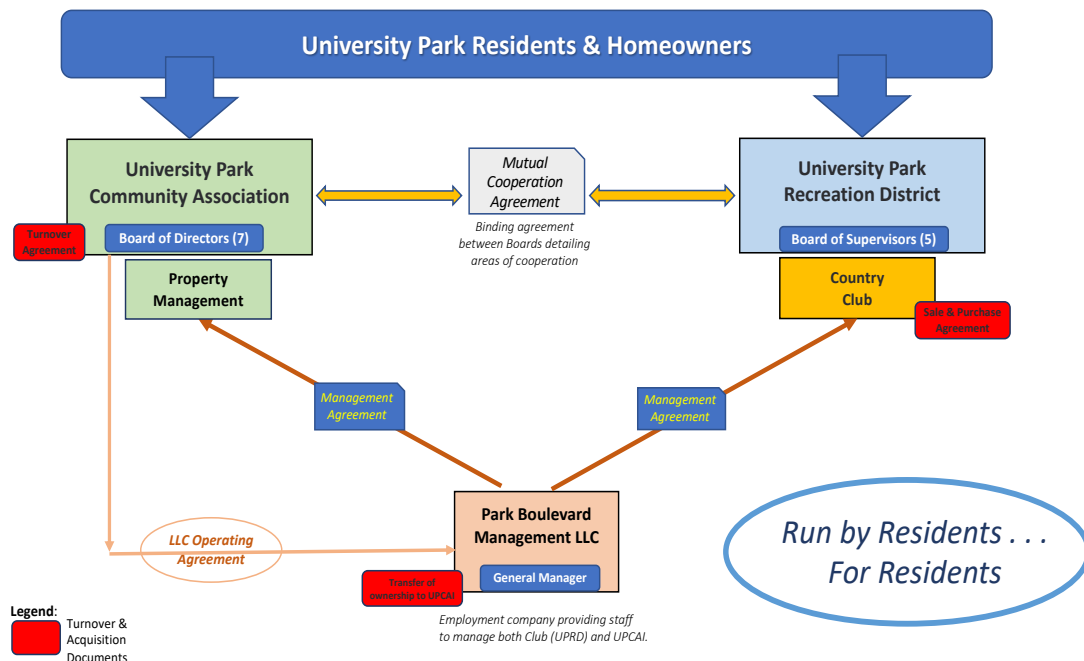 University Park Residents & Homeowners
University Park
Community Association
Board of Directors (7)
Turnover
Agreement
Property
Management
Mutual
Cooperation
Agreement
Binding agreement
between Boards detailing
areas of cooperation
University Park
Recreation District
Board of Supervisors (5)
Country
Club
Sale & Purchase
Agreement
Management
Agreement
Management
Agreement
LLC Operating
Agreement
Park Boulevard
Management LLC
General Manager
Transfer of
ownership to UPCAI
Employment company providing staff
to manage both Club (UPRD) and UPCAI.
Run by Residents . . .
For Residents
Legend:
Turnover &
Acquisition
Documents